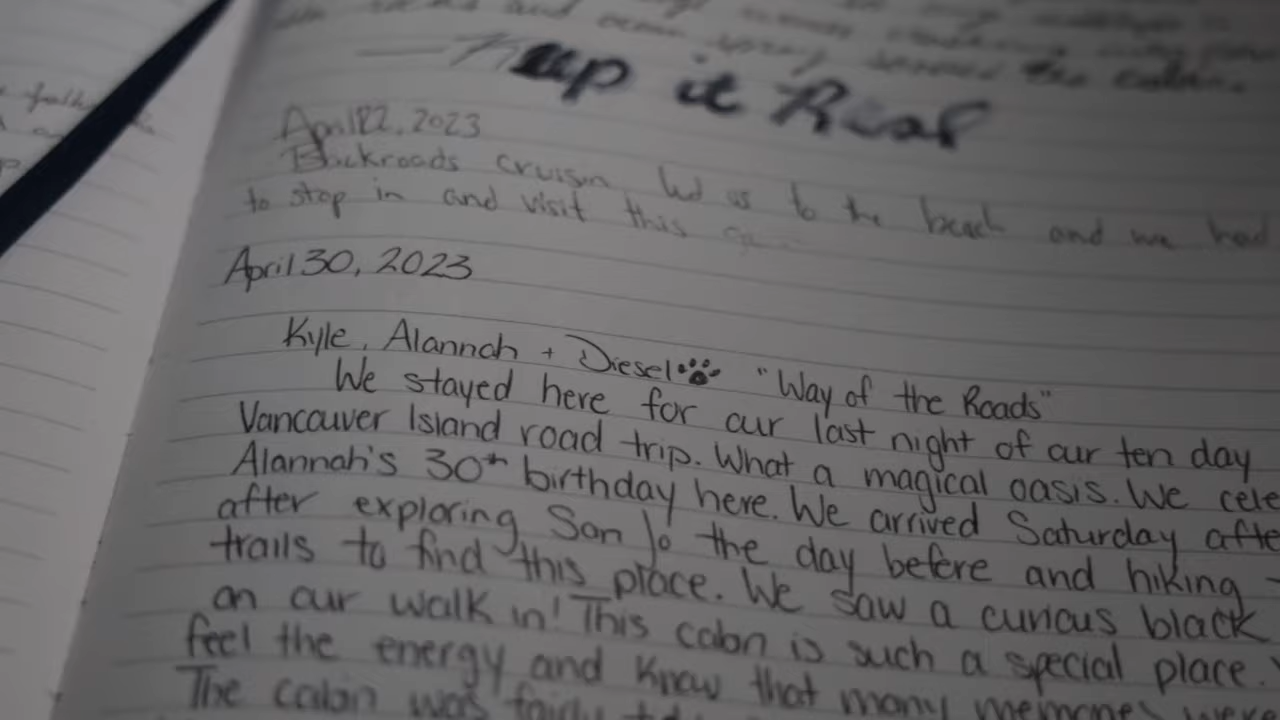 up it Real
April 22, 2023
Backroads cruisin led us to the beach and we had
to stop in and visit this
April 30, 2023
Kyle, Alannah + Diesel "Way of the Roads"
We stayed here for our last night of our ten day
Vancouver Island road trip. What a magical oasis. We cele
Alannah's 30th birthday here. We arrived Saturday afte
after exploring San Jo the day before and hiking
trails to find this place. We saw a curious black
on our walk in! This cabin is such a special place.
feel the energy and know that many memories were
The cabin was fairly